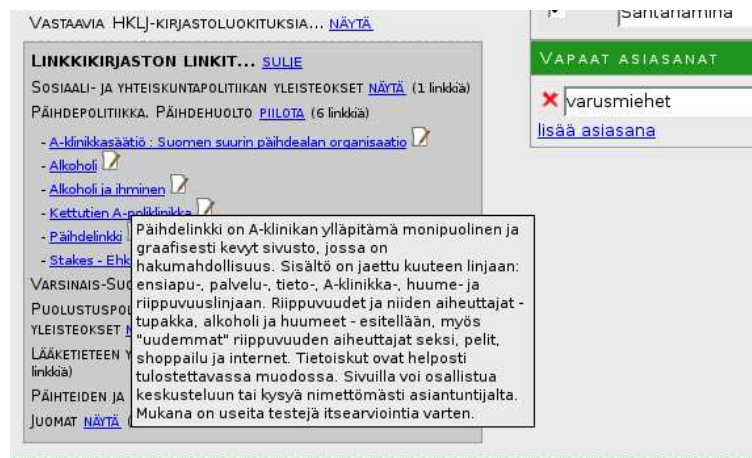 VASTAAVIA HKLJ-KIRJASTOLUOKITUKSIA... NÄYTÄ
LINKKIKIRJASTON LINKIT... SULJE
SOSIAALI- JA YHTEISKUNTAPOLITIIKAN YLEISTEOKSET NÄYTÄ (1 linkkiä)
PÄIHDEPOLITIIKKA. PÄIHDEHUOLTO PIILOTA (6 linkkiä)
- A-klinikkasäätiö : Suomen suurin päihdealan organisaatio
- Alkoholi
- Alkoholi ja ihminen
- Kettutien A-poliklinikka
- Päihdelinkki
- Stakes - Ehk
VARSINAIS-SUO
PUOLUSTUSPOL
YLEISTEOKSET N
LÄÄKETIETEEN Y
linkkiä)
PÄIHTEIDEN JA
JUOMAT NÄYTÄ (
Päihdelinkki on A-klinikan ylläpitämä monipuolinen ja
graafisesti kevyt sivusto, jossa on
hakumahdollisuus. Sisältö on jaettu kuuteen linjaan:
ensiapu-, palvelu-, tieto-, A-klinikka-, huume- ja
riippuvuuslinjaan. Riippuvuudet ja niiden aiheuttajat -
tupakka, alkoholi ja huumeet - esitellään, myös
"uudemmat" riippuvuuden aiheuttajat seksi, pelit,
shoppailu ja internet. Tietoiskut ovat helposti
tulostettavassa muodossa. Sivuilla voi osallistua
keskusteluun tai kysyä nimettömästi asiantuntijalta.
Mukana on useita testejä itsearviointia varten.
Santahamina
VAPAAT ASIASANAT
varusmiehet
lisää asiasana